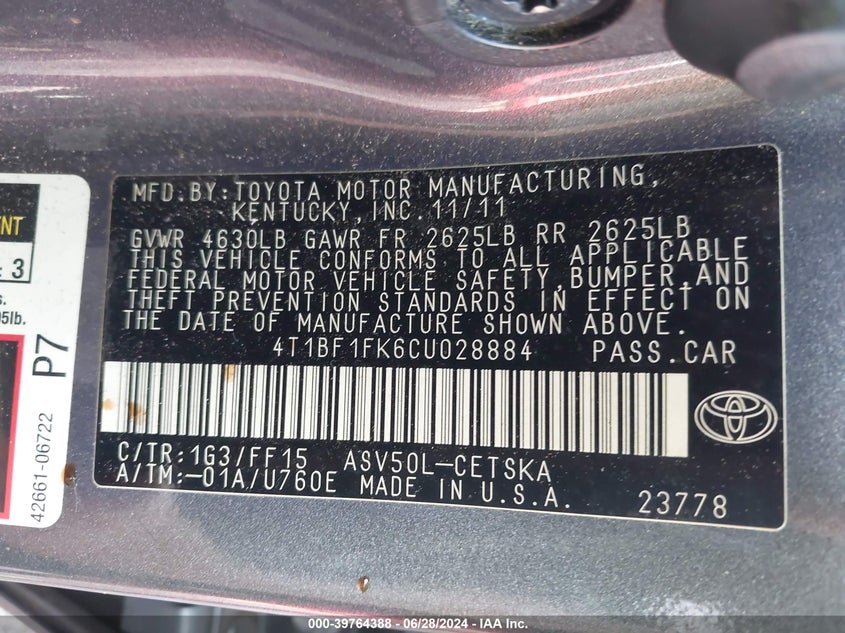 MFD.BY:TOYOTA MOTOR MANUFACTURING,
KENTUCKY,INC.11/11
GVWR 4630LB GAWR FR 2625LB RR 2625LB
THIS VEHICLE CONFORMS TO ALL APPLICABLE
FEDERAL MOTOR VEHICLE SAFETY,BUMPER,AND
THEFT PREVENTION STANDARDS IN EFFECT ON
THE DATE OF MANUFACTURE SHOWN ABOVE.
4T1BF1FK6CU028884 PASS.CAR
C/TR:1G3/FF15 ASV50L-CETSKA
A/TM:-01A/U760E MADE IN U.S.A.
23778
: 3
P7
42661-06722
000-39764388 - 06/28/2024 - IAA Inc.